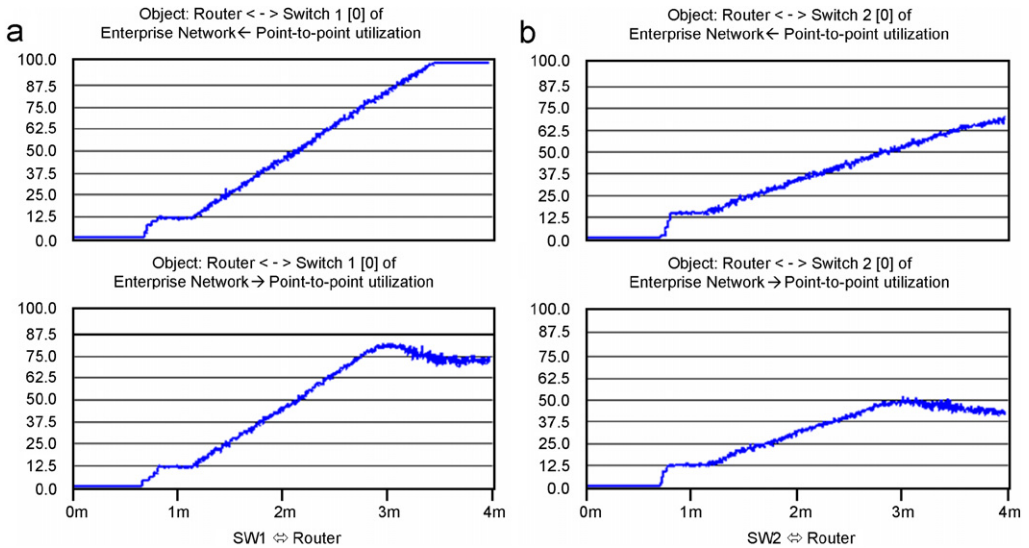 a
Object: Router < - > Switch 1 [0] of
Enterprise Network← Point-to-point utilization
100.0
87.5
75.0
62.5
50.0
37.5
25.0
12.5
0.0
Object: Router < - > Switch 1 [0] of
Enterprise Network→ Point-to-point utilization
100.0
87.5
75.0
62.5
50.0
37.5
25.0
12.5
0.0
0m 1m 2m 3m 4m
SW1 ⇔ Router
b
Object: Router < - > Switch 2 [0] of
Enterprise Network← Point-to-point utilization
100.0
87.5
75.0
62.5
50.0
37.5
25.0
12.5
0.0
Object: Router < - > Switch 2 [0] of
Enterprise Network→ Point-to-point utilization
100.0
87.5
75.0
62.5
50.0
37.5
25.0
12.5
0.0
0m 1m 2m 3m 4m
SW2 ⇔ Router